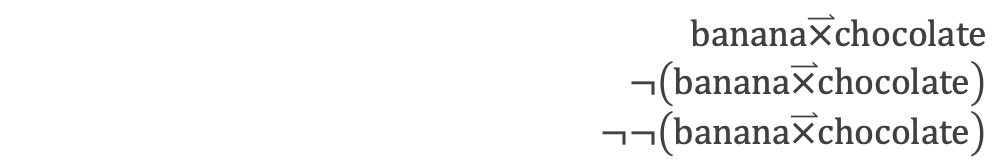 banana×⃗chocolate
¬(banana×⃗chocolate)
¬¬(banana×⃗chocolate)